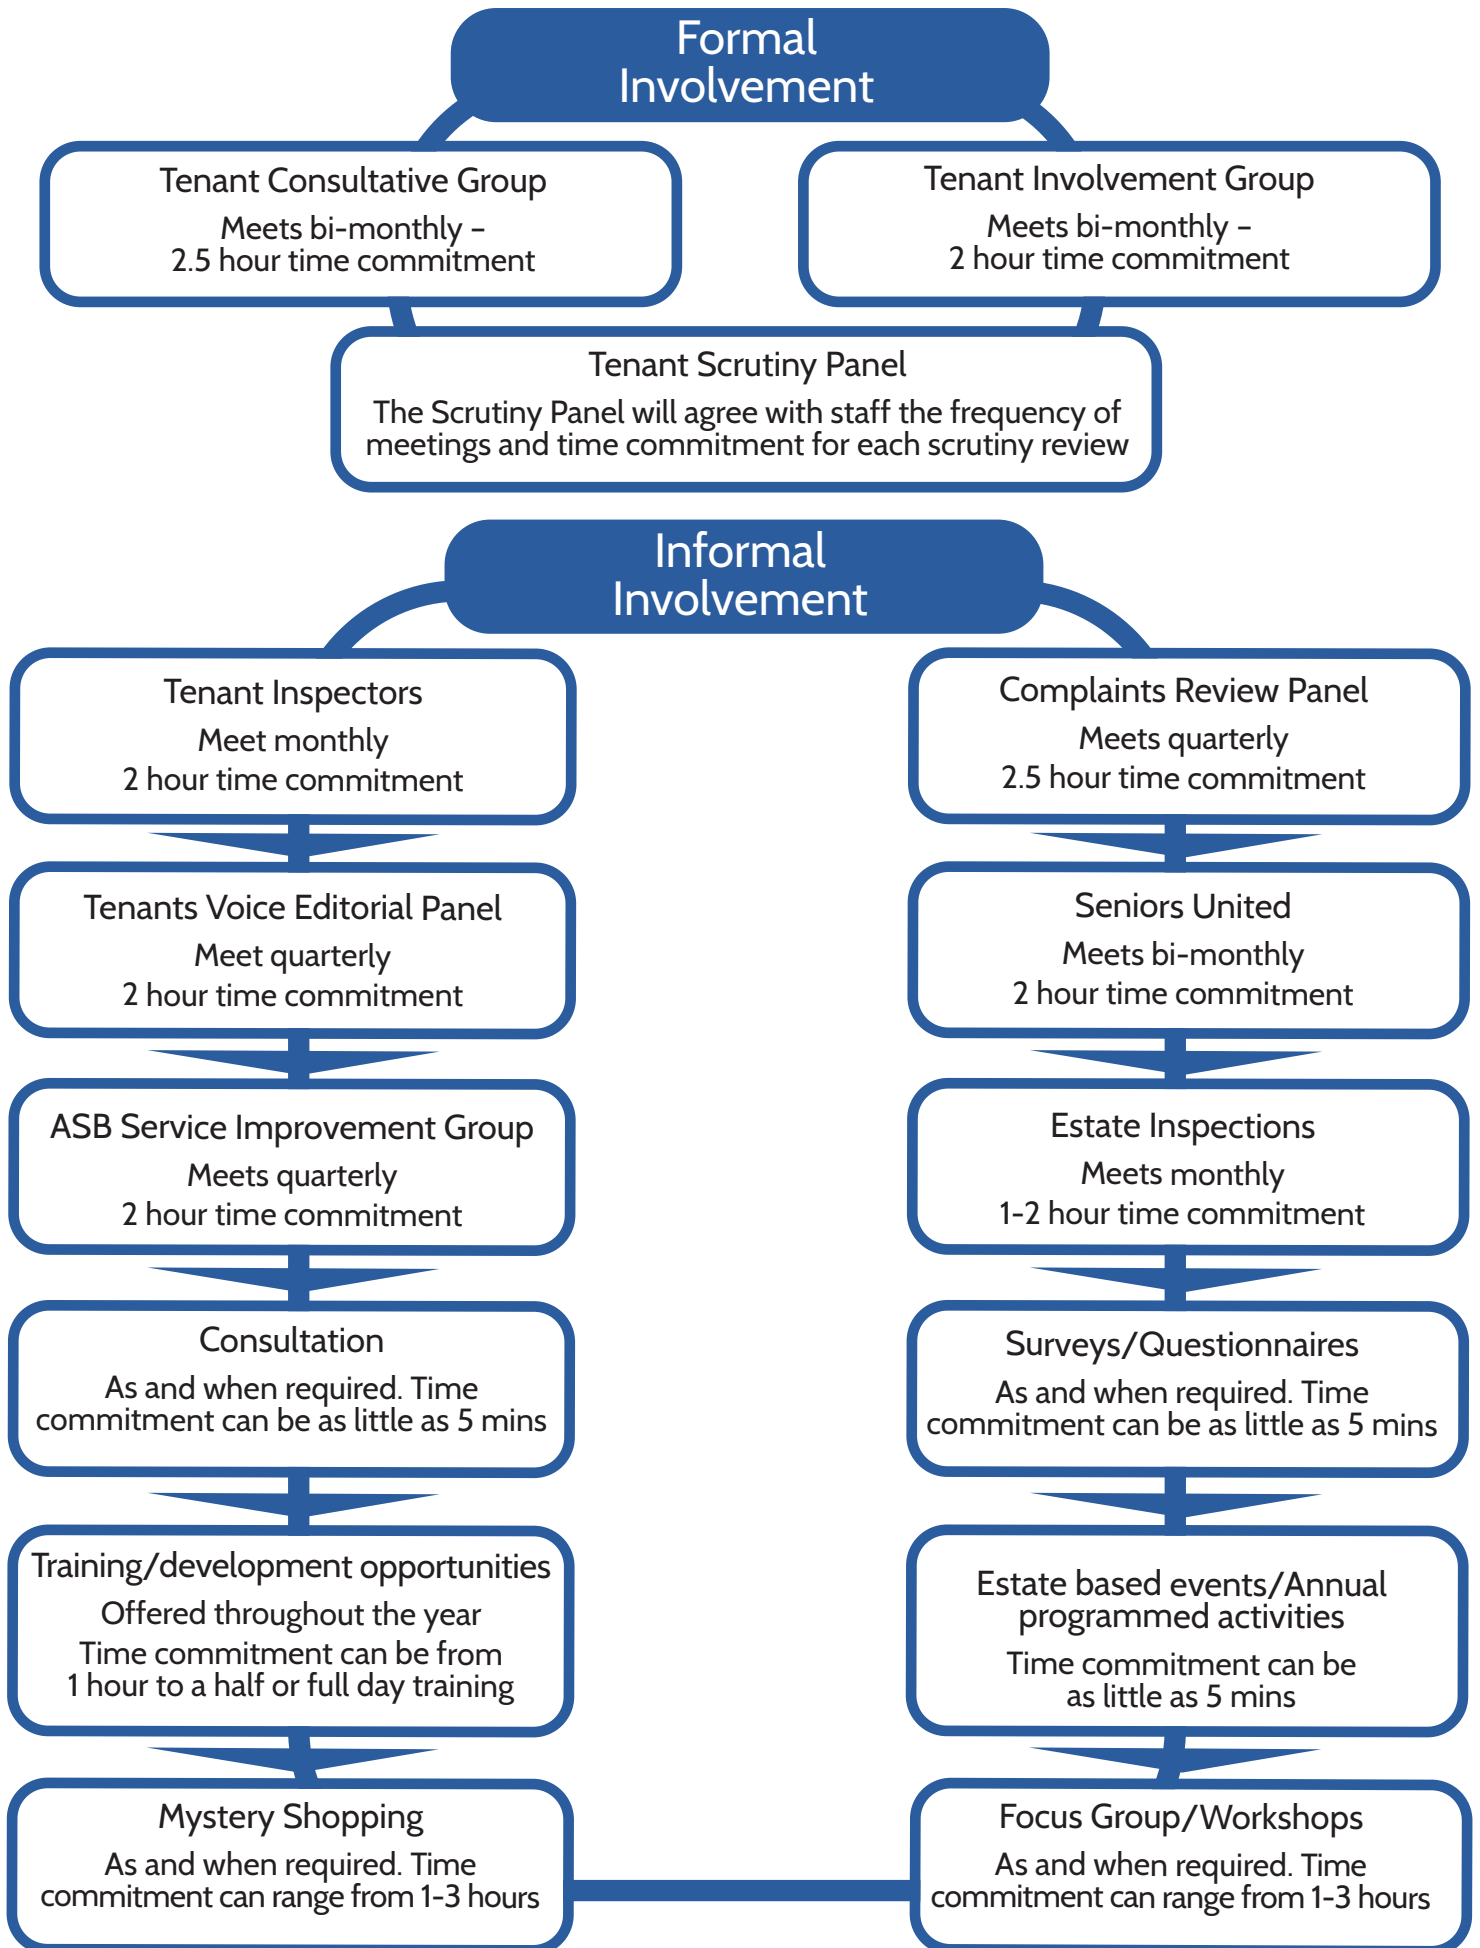 Formal
Involvement
Tenant Consultative Group
Meets bi-monthly –
2.5 hour time commitment
Tenant Involvement Group
Meets bi-monthly –
2 hour time commitment
Tenant Scrutiny Panel
The Scrutiny Panel will agree with staff the frequency of
meetings and time commitment for each scrutiny review
Informal
Involvement
Tenant Inspectors
Meet monthly
2 hour time commitment
Complaints Review Panel
Meets quarterly
2.5 hour time commitment
Tenants Voice Editorial Panel
Meet quarterly
2 hour time commitment
Seniors United
Meets bi-monthly
2 hour time commitment
ASB Service Improvement Group
Meets quarterly
2 hour time commitment
Estate Inspections
Meets monthly
1-2 hour time commitment
Consultation
As and when required. Time
commitment can be as little as 5 mins
Surveys/Questionnaires
As and when required. Time
commitment can be as little as 5 mins
Training/development opportunities
Offered throughout the year
Time commitment can be from
1 hour to a half or full day training
Estate based events/Annual
programmed activities
Time commitment can be
as little as 5 mins
Mystery Shopping
As and when required. Time
commitment can range from 1-3 hours
Focus Group/Workshops
As and when required. Time
commitment can range from 1-3 hours